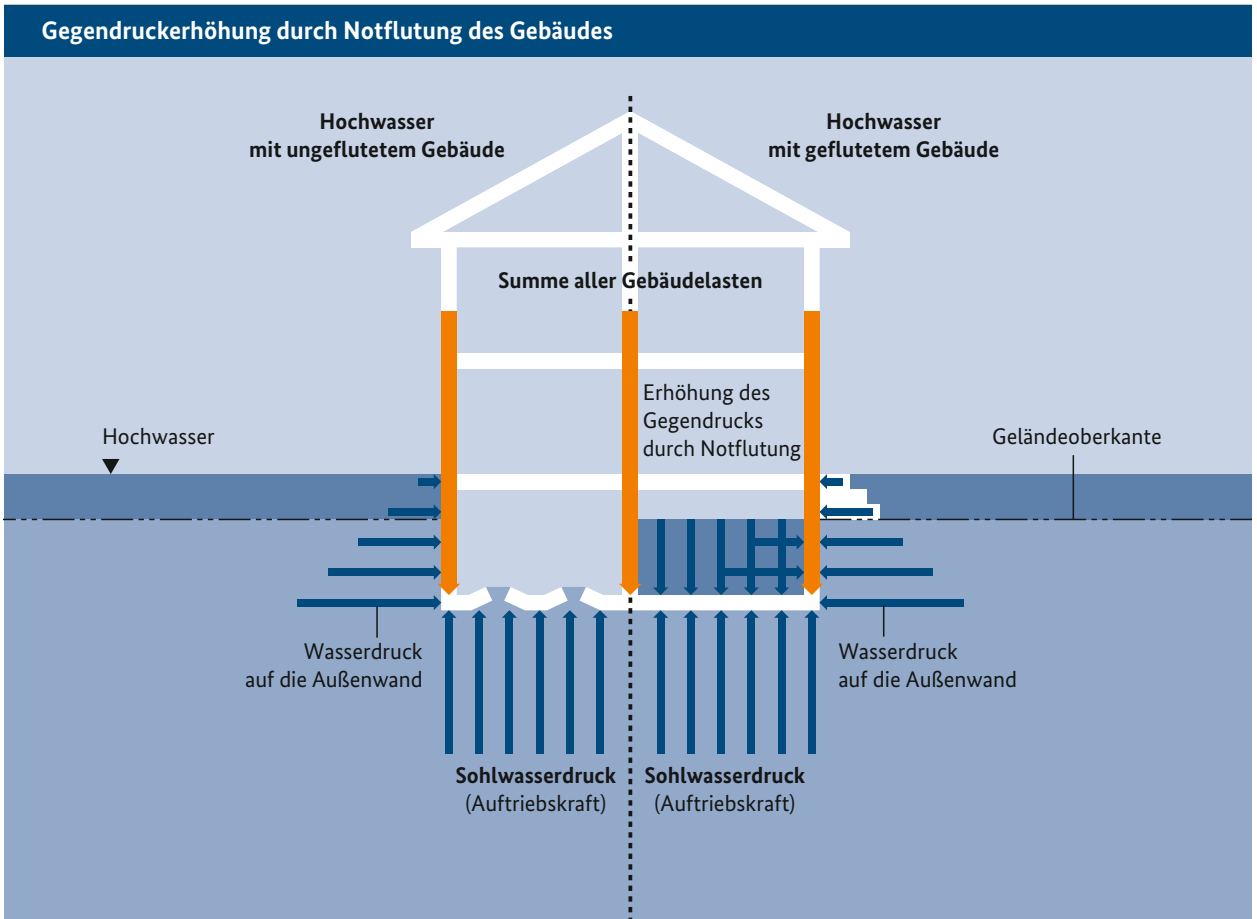 Gegendruckerhöhung durch Notflutung des Gebäudes
Hochwasser
mit ungeflutetem Gebäude
Hochwasser
mit geflutetem Gebäude
Summe aller Gebäudelasten
Erhöhung des
Gegendrucks
durch Notflutung
Hochwasser
Geländeoberkante
Wasserdruck
auf die Außenwand
Wasserdruck
auf die Außenwand
Sohlwasserdruck
(Auftriebskraft)
Sohlwasserdruck
(Auftriebskraft)